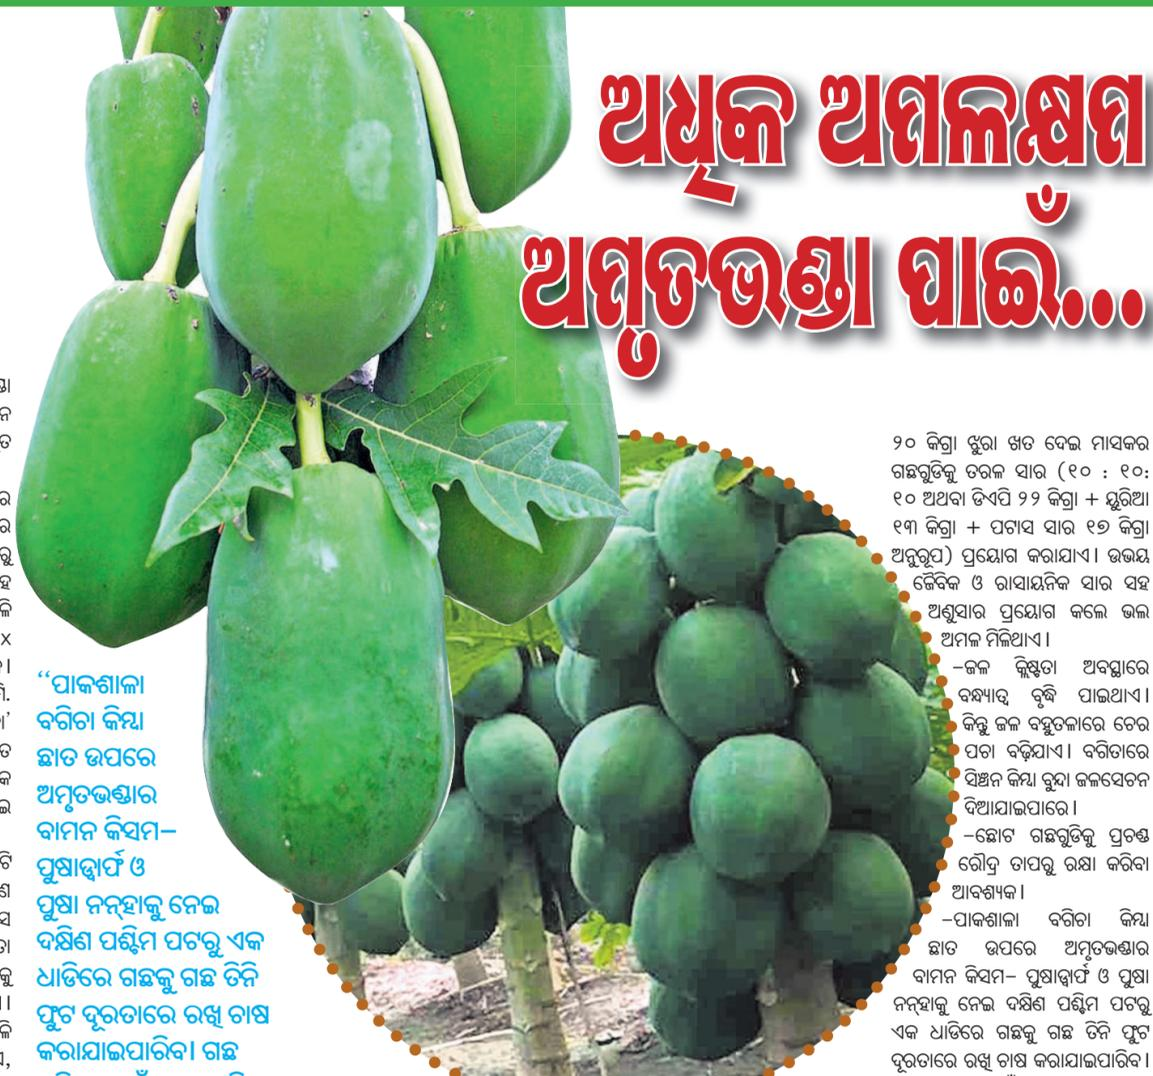 ଅଧିକ ଅମଳକ୍ଷମ
ଅମୃତଭଣ୍ଡା ପାଇଁ...
“ପାକଶାଳା
ବଗିଚା କିମ୍ବା
ଛାତ ଉପରେ
ଅମୃତଭଣ୍ଡାର
ବାମନ କିସମ–
ପୁଷାଡ୍ୱାର୍ଫ ଓ
ପୁଷା ନନ୍‌ହାକୁ ନେଇ
ଦକ୍ଷିଣ ପଶ୍ଚିମ ପଟରୁ ଏକ
ଧାଡିରେ ଗଛକୁ ଗଛ ତିନି
ଫୁଟ ଦୂରତାରେ ରଖି ଚାଷ
କରାଯାଇପାରିବ। ଗଛ
୨୦ କିଗ୍ରା ଝୁରା ଖତ ଦେଇ ମାସକର
ଗଛଗୁଡିକୁ ତରଳ ସାର (୧୦ : ୧୦:
୧୦ ଅଥବା ଡିଏପି ୨୨ କିଗ୍ରା + ୟୁରିଆ
୧୩ କିଗ୍ରା + ପଟାସ ସାର ୧୭ କିଗ୍ରା
ଅନୁରୂପ) ପ୍ରୟୋଗ କରାଯାଏ। ଉଭୟ
ଜୈବିକ ଓ ରାସାୟନିକ ସାର ସହ
ଅଣୁସାର ପ୍ରୟୋଗ କଲେ ଭଲ
ଅମଳ ମିଳିଥାଏ।
–ଜଳ କ୍ଲିଷ୍ଟତା ଅବସ୍ଥାରେ
ବନ୍ଧ୍ୟାତ୍ୱ ବୃଦ୍ଧି ପାଇଥାଏ।
କିନ୍ତୁ ଜଳ ବହୁତଳାରେ ଚେର
ପଚା ବଢ଼ିଯାଏ। ବଗିଚାରେ
ସିଞ୍ଚନ କିମ୍ବା ବୁନ୍ଦା ଜଳସେଚନ
ଦିଆଯାଇପାରେ।
–ଛୋଟ ଗଛଗୁଡିକୁ ପ୍ରଚଣ୍ଡ
ରୌଦ୍ର ତାପରୁ ରକ୍ଷା କରିବା
ଆବଶ୍ୟକ।
–ପାକଶାଳା ବଗିଚା କିମ୍ବା
ଛାତ ଉପରେ ଅମୃତଭଣ୍ଡାର
ବାମନ କିସମ– ପୁଷାଡ୍ୱାର୍ଫ ଓ ପୁଷା
ନନ୍‌ହାକୁ ନେଇ ଦକ୍ଷିଣ ପଶ୍ଚିମ ପଟରୁ
ଏକ ଧାଡିରେ ଗଛକୁ ଗଛ ତିନି ଫୁଟ
ଦୂରତାରେ ରଖି ଚାଷ କରାଯାଇପାରିବ।